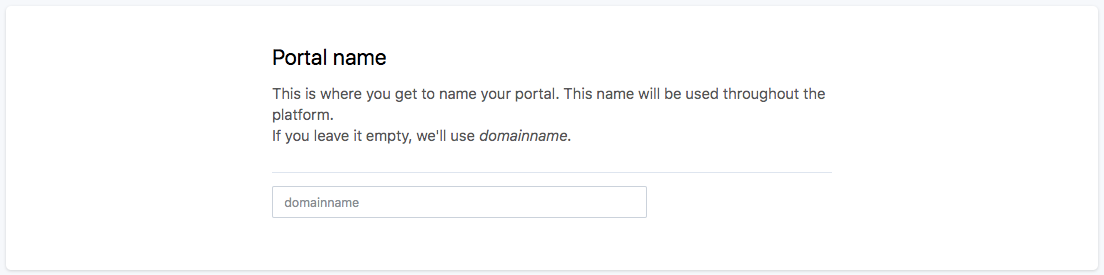 Portal name
This is where you get to name your portal. This name will be used throughout the
platform.
If you leave it empty, we'll use domainname.
domainname